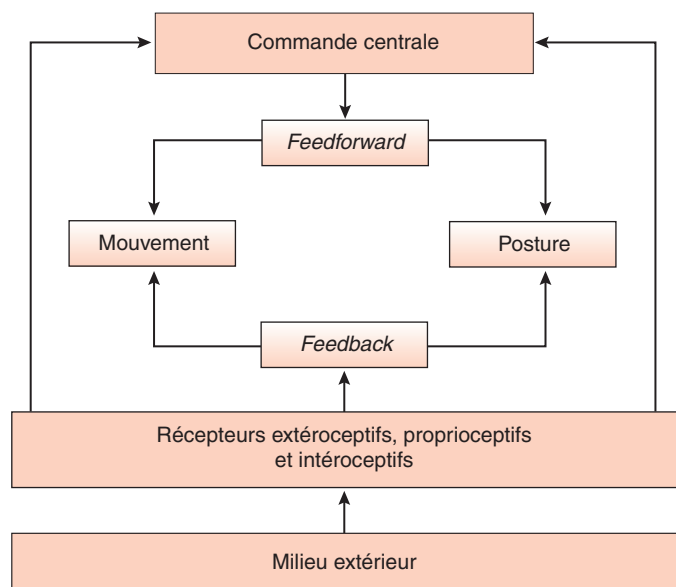 Commande centrale
Feedforward
Mouvement
Posture
Feedback
Récepteurs extéroceptifs, proprioceptifs
et intéroceptifs
Milieu extérieur